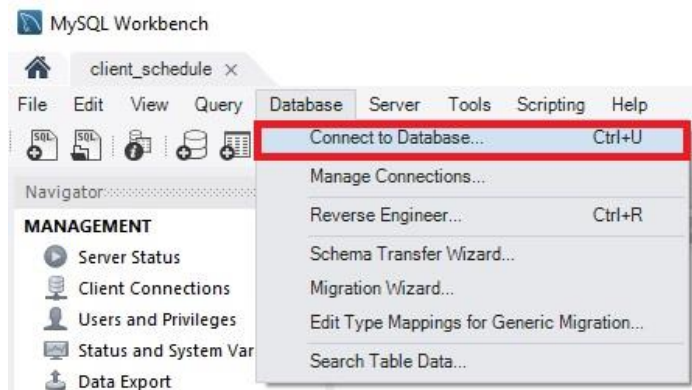 MySQL Workbench
client_schedule ×
File Edit View Query Database Server Tools Scripting Help
SQL SQL
Connect to Database... Ctrl+U
Manage Connections...
Reverse Engineer... Ctrl+R
Schema Transfer Wizard...
Migration Wizard...
Edit Type Mappings for Generic Migration...
Search Table Data...
Navigator
MANAGEMENT
Server Status
Client Connections
Users and Privileges
Status and System Var
Data Export